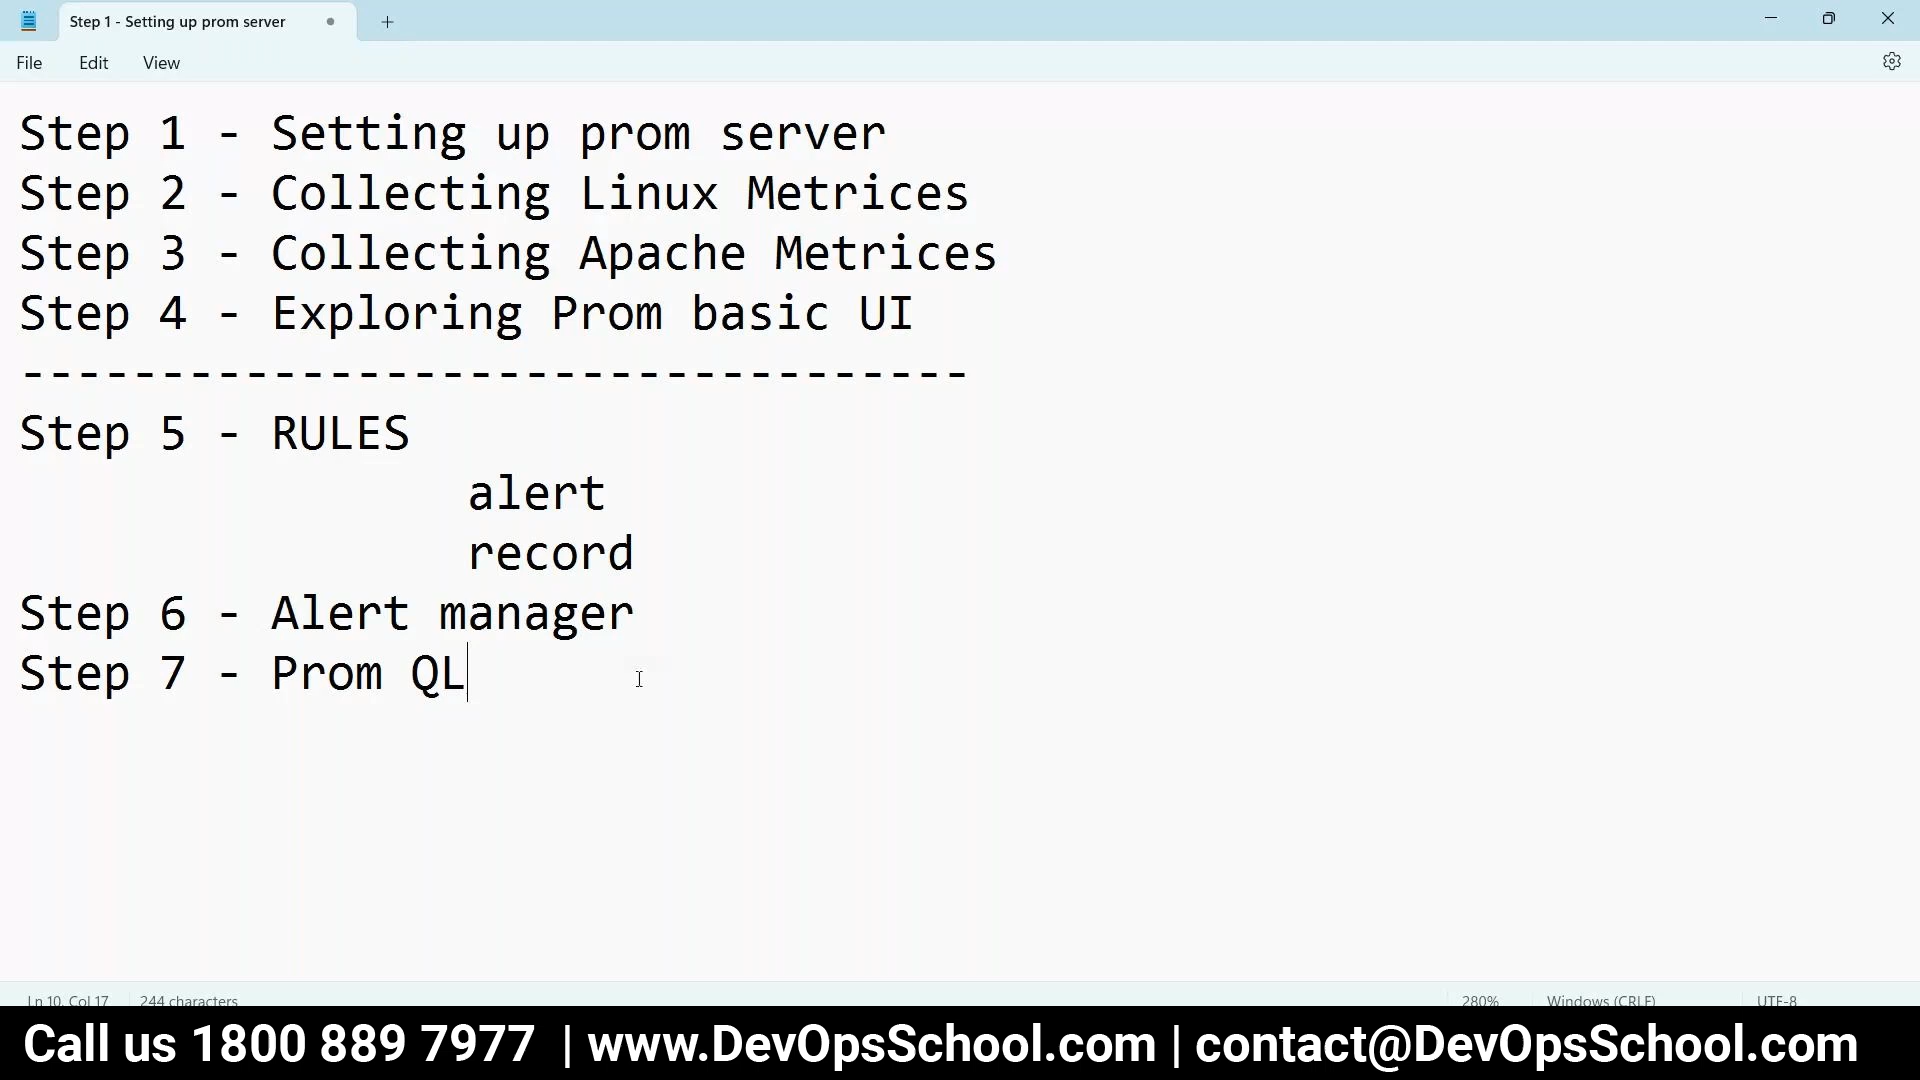 Step 1 - Setting up prom server
File Edit View
Step 1 - Setting up prom server
Step 2 - Collecting Linux Metrices
Step 3 - Collecting Apache Metrices
Step 4 - Exploring Prom basic UI
----------------------------------
Step 5 - RULES
alert
record
Step 6 - Alert manager
Step 7 - Prom QL
Ln 10, Col 17 244 characters 280% Windows (CRLF) UTF-8
Call us 1800 889 7977 | www.DevOpsSchool.com | contact@DevOpsSchool.com